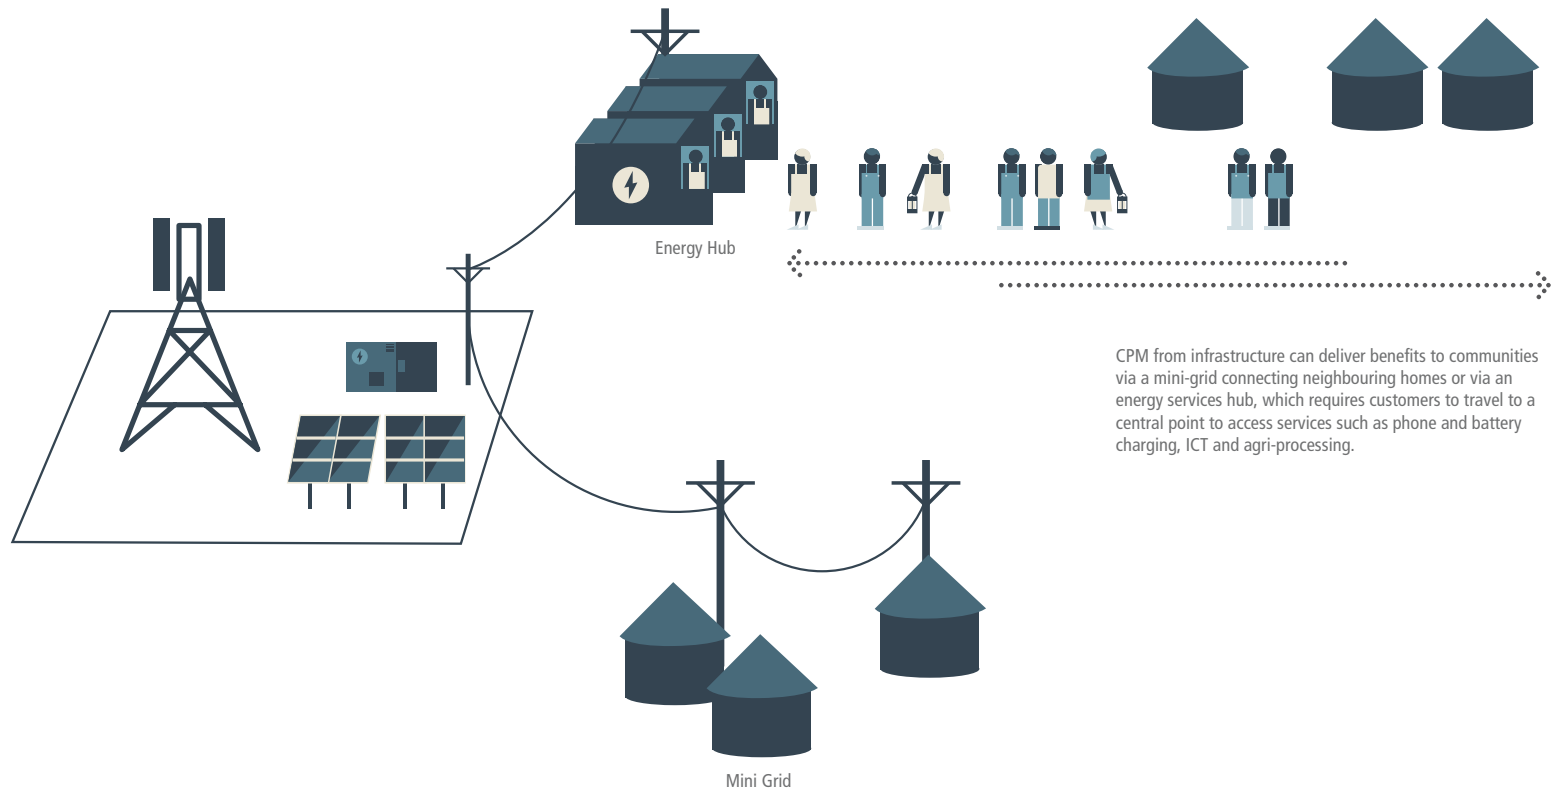 Energy Hub
CPM from infrastructure can deliver benefits to communities
via a mini-grid connecting neighbouring homes or via an
energy services hub, which requires customers to travel to a
central point to access services such as phone and battery
charging, ICT and agri-processing.
Mini Grid